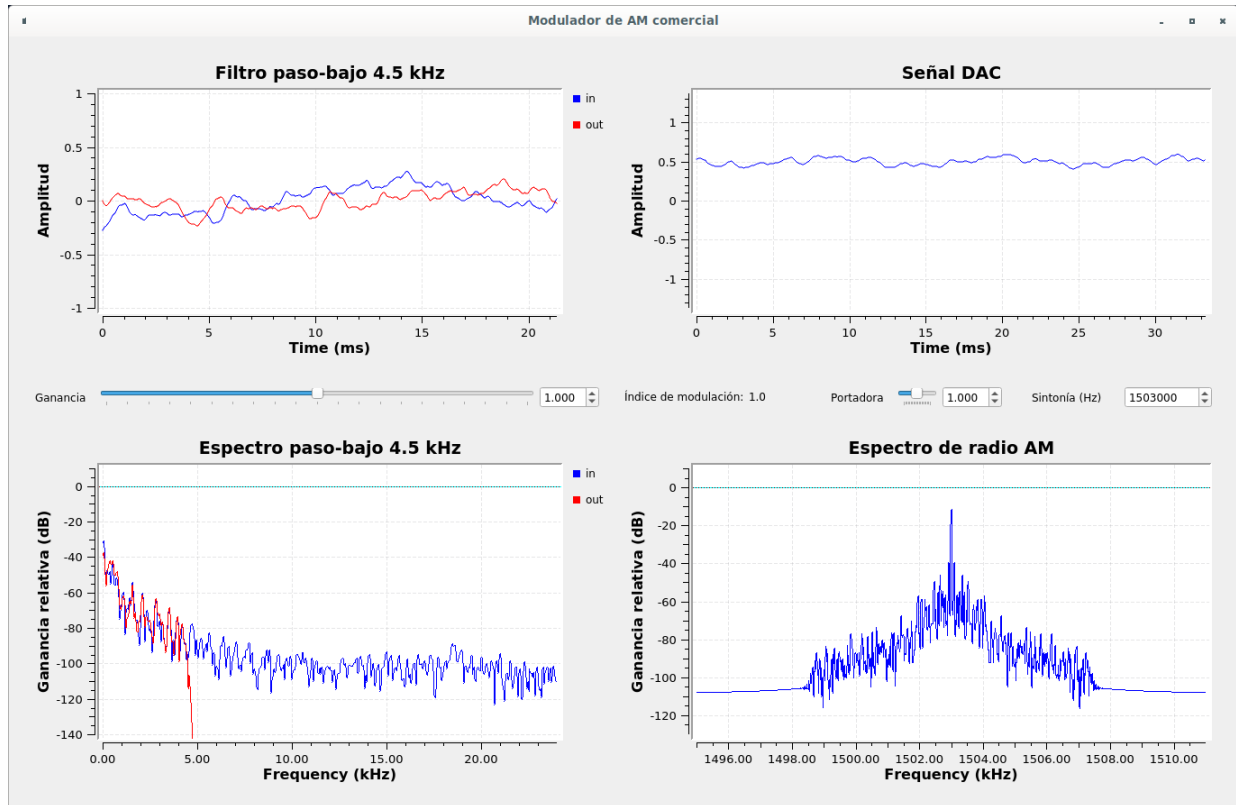 Modulador de AM comercial
Filtro paso-bajo 4.5 kHz
in
out
Amplitud
1
0.5
0
-0.5
-1
0 5 10 15 20
Time (ms)
Señal DAC
Amplitud
1
0.5
0
-0.5
-1
0 5 10 15 20 25 30
Time (ms)
Ganancia 1.000 Índice de modulación: 1.0 Portadora 1.000 Sintonía (Hz) 1503000
Espectro paso-bajo 4.5 kHz
in
out
Ganancia relativa (dB)
0
-20
-40
-60
-80
-100
-120
-140
0.00 5.00 10.00 15.00 20.00
Frequency (kHz)
Espectro de radio AM
Ganancia relativa (dB)
0
-20
-40
-60
-80
-100
-120
1496.00 1498.00 1500.00 1502.00 1504.00 1506.00 1508.00 1510.00
Frequency (kHz)